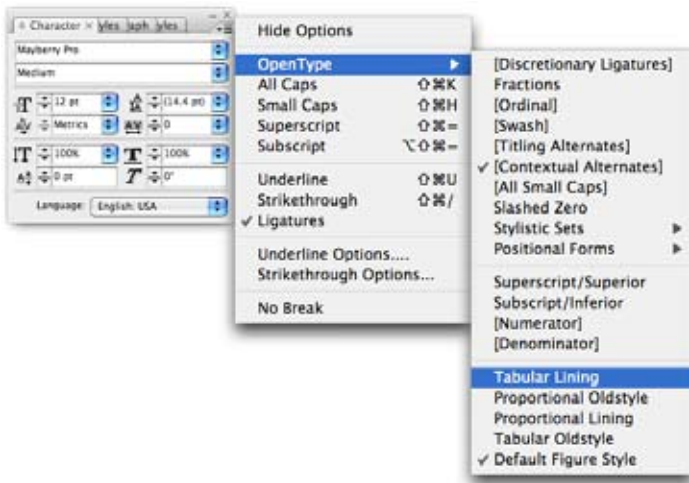 Character × yles aph yles
Mayberry Pro
Medium
12 pt (14.4 pt)
Metrics 0
100% 100%
0 pt 0°
Language: English: USA
Hide Options
OpenType
All Caps ⇧⌘K
Small Caps ⇧⌘H
Superscript ⇧⌘=
Subscript ⌥⇧⌘=
Underline ⇧⌘U
Strikethrough ⇧⌘/
✓ Ligatures
Underline Options....
Strikethrough Options...
No Break
[Discretionary Ligatures]
Fractions
[Ordinal]
[Swash]
[Titling Alternates]
✓ [Contextual Alternates]
[All Small Caps]
Slashed Zero
Stylistic Sets
Positional Forms
Superscript/Superior
Subscript/Inferior
[Numerator]
[Denominator]
Tabular Lining
Proportional Oldstyle
Proportional Lining
Tabular Oldstyle
✓ Default Figure Style